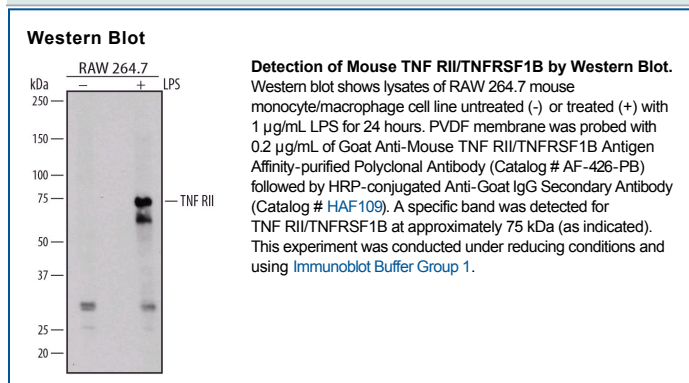 Western Blot
RAW 264.7
kDa
− + LPS
250
150
100
75
50
37
25
20
TNF RII
Detection of Mouse TNF RII/TNFRSF1B by Western Blot.
Western blot shows lysates of RAW 264.7 mouse
monocyte/macrophage cell line untreated (-) or treated (+) with
1 µg/mL LPS for 24 hours. PVDF membrane was probed with
0.2 µg/mL of Goat Anti-Mouse TNF RII/TNFRSF1B Antigen
Affinity-purified Polyclonal Antibody (Catalog # AF-426-PB)
followed by HRP-conjugated Anti-Goat IgG Secondary Antibody
(Catalog # HAF109). A specific band was detected for
TNF RII/TNFRSF1B at approximately 75 kDa (as indicated).
This experiment was conducted under reducing conditions and
using Immunoblot Buffer Group 1.